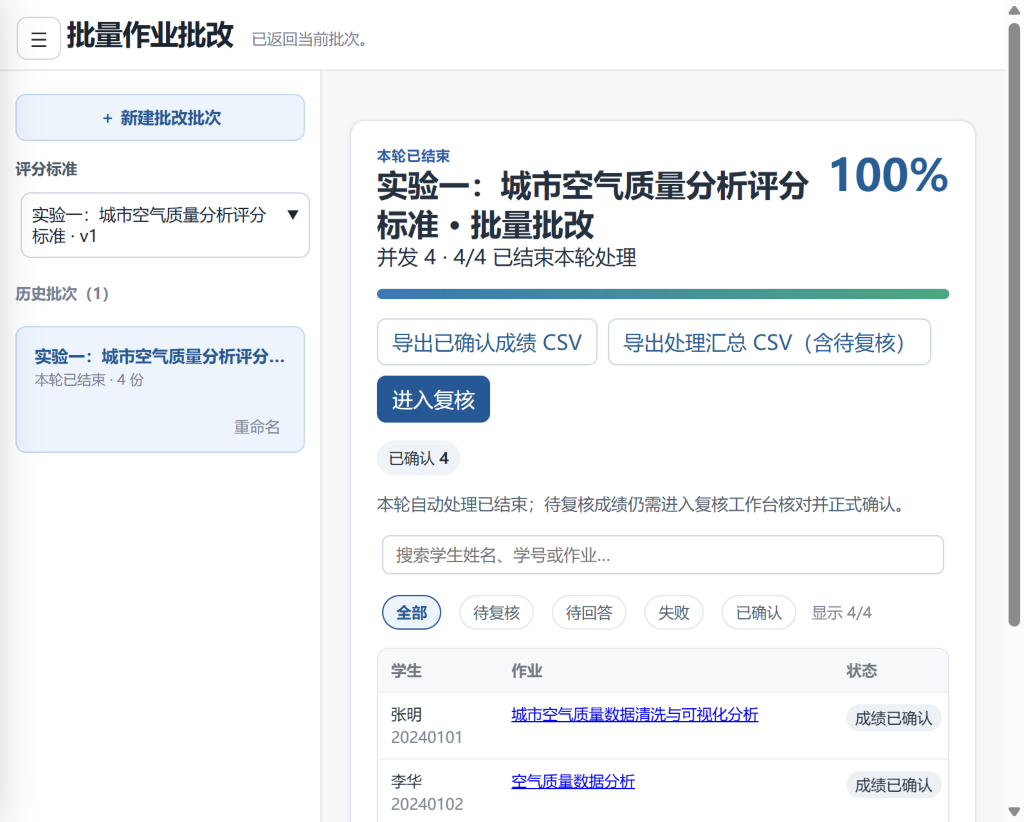 ☰ 批量作业批改 已返回当前批次。
+ 新建批改批次
评分标准
实验一：城市空气质量分析评分
标准 · v1
▼
历史批次（1）
实验一：城市空气质量分析评分...
本轮已结束 · 4 份
重命名
本轮已结束
实验一：城市空气质量分析评分
标准 · 批量批改
100%
并发 4 · 4/4 已结束本轮处理
导出已确认成绩 CSV 导出处理汇总 CSV（含待复核）
进入复核
已确认 4
本轮自动处理已结束；待复核成绩仍需进入复核工作台核对并正式确认。
搜索学生姓名、学号或作业...
全部 待复核 待回答 失败 已确认 显示 4/4
学生 作业 状态
张明 城市空气质量数据清洗与可视化分析 成绩已确认
20240101
李华 空气质量数据分析 成绩已确认
20240102